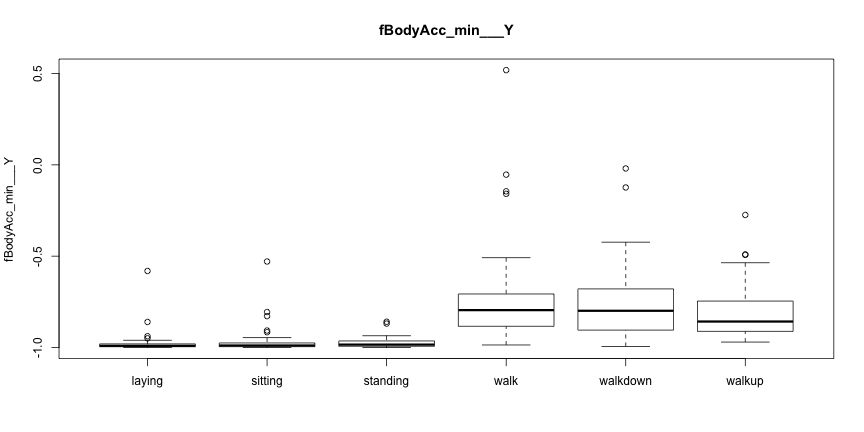 fBodyAcc_min___Y
fBodyAcc_min___Y
0.5
0.0
-0.5
-1.0
laying sitting standing walk walkdown walkup